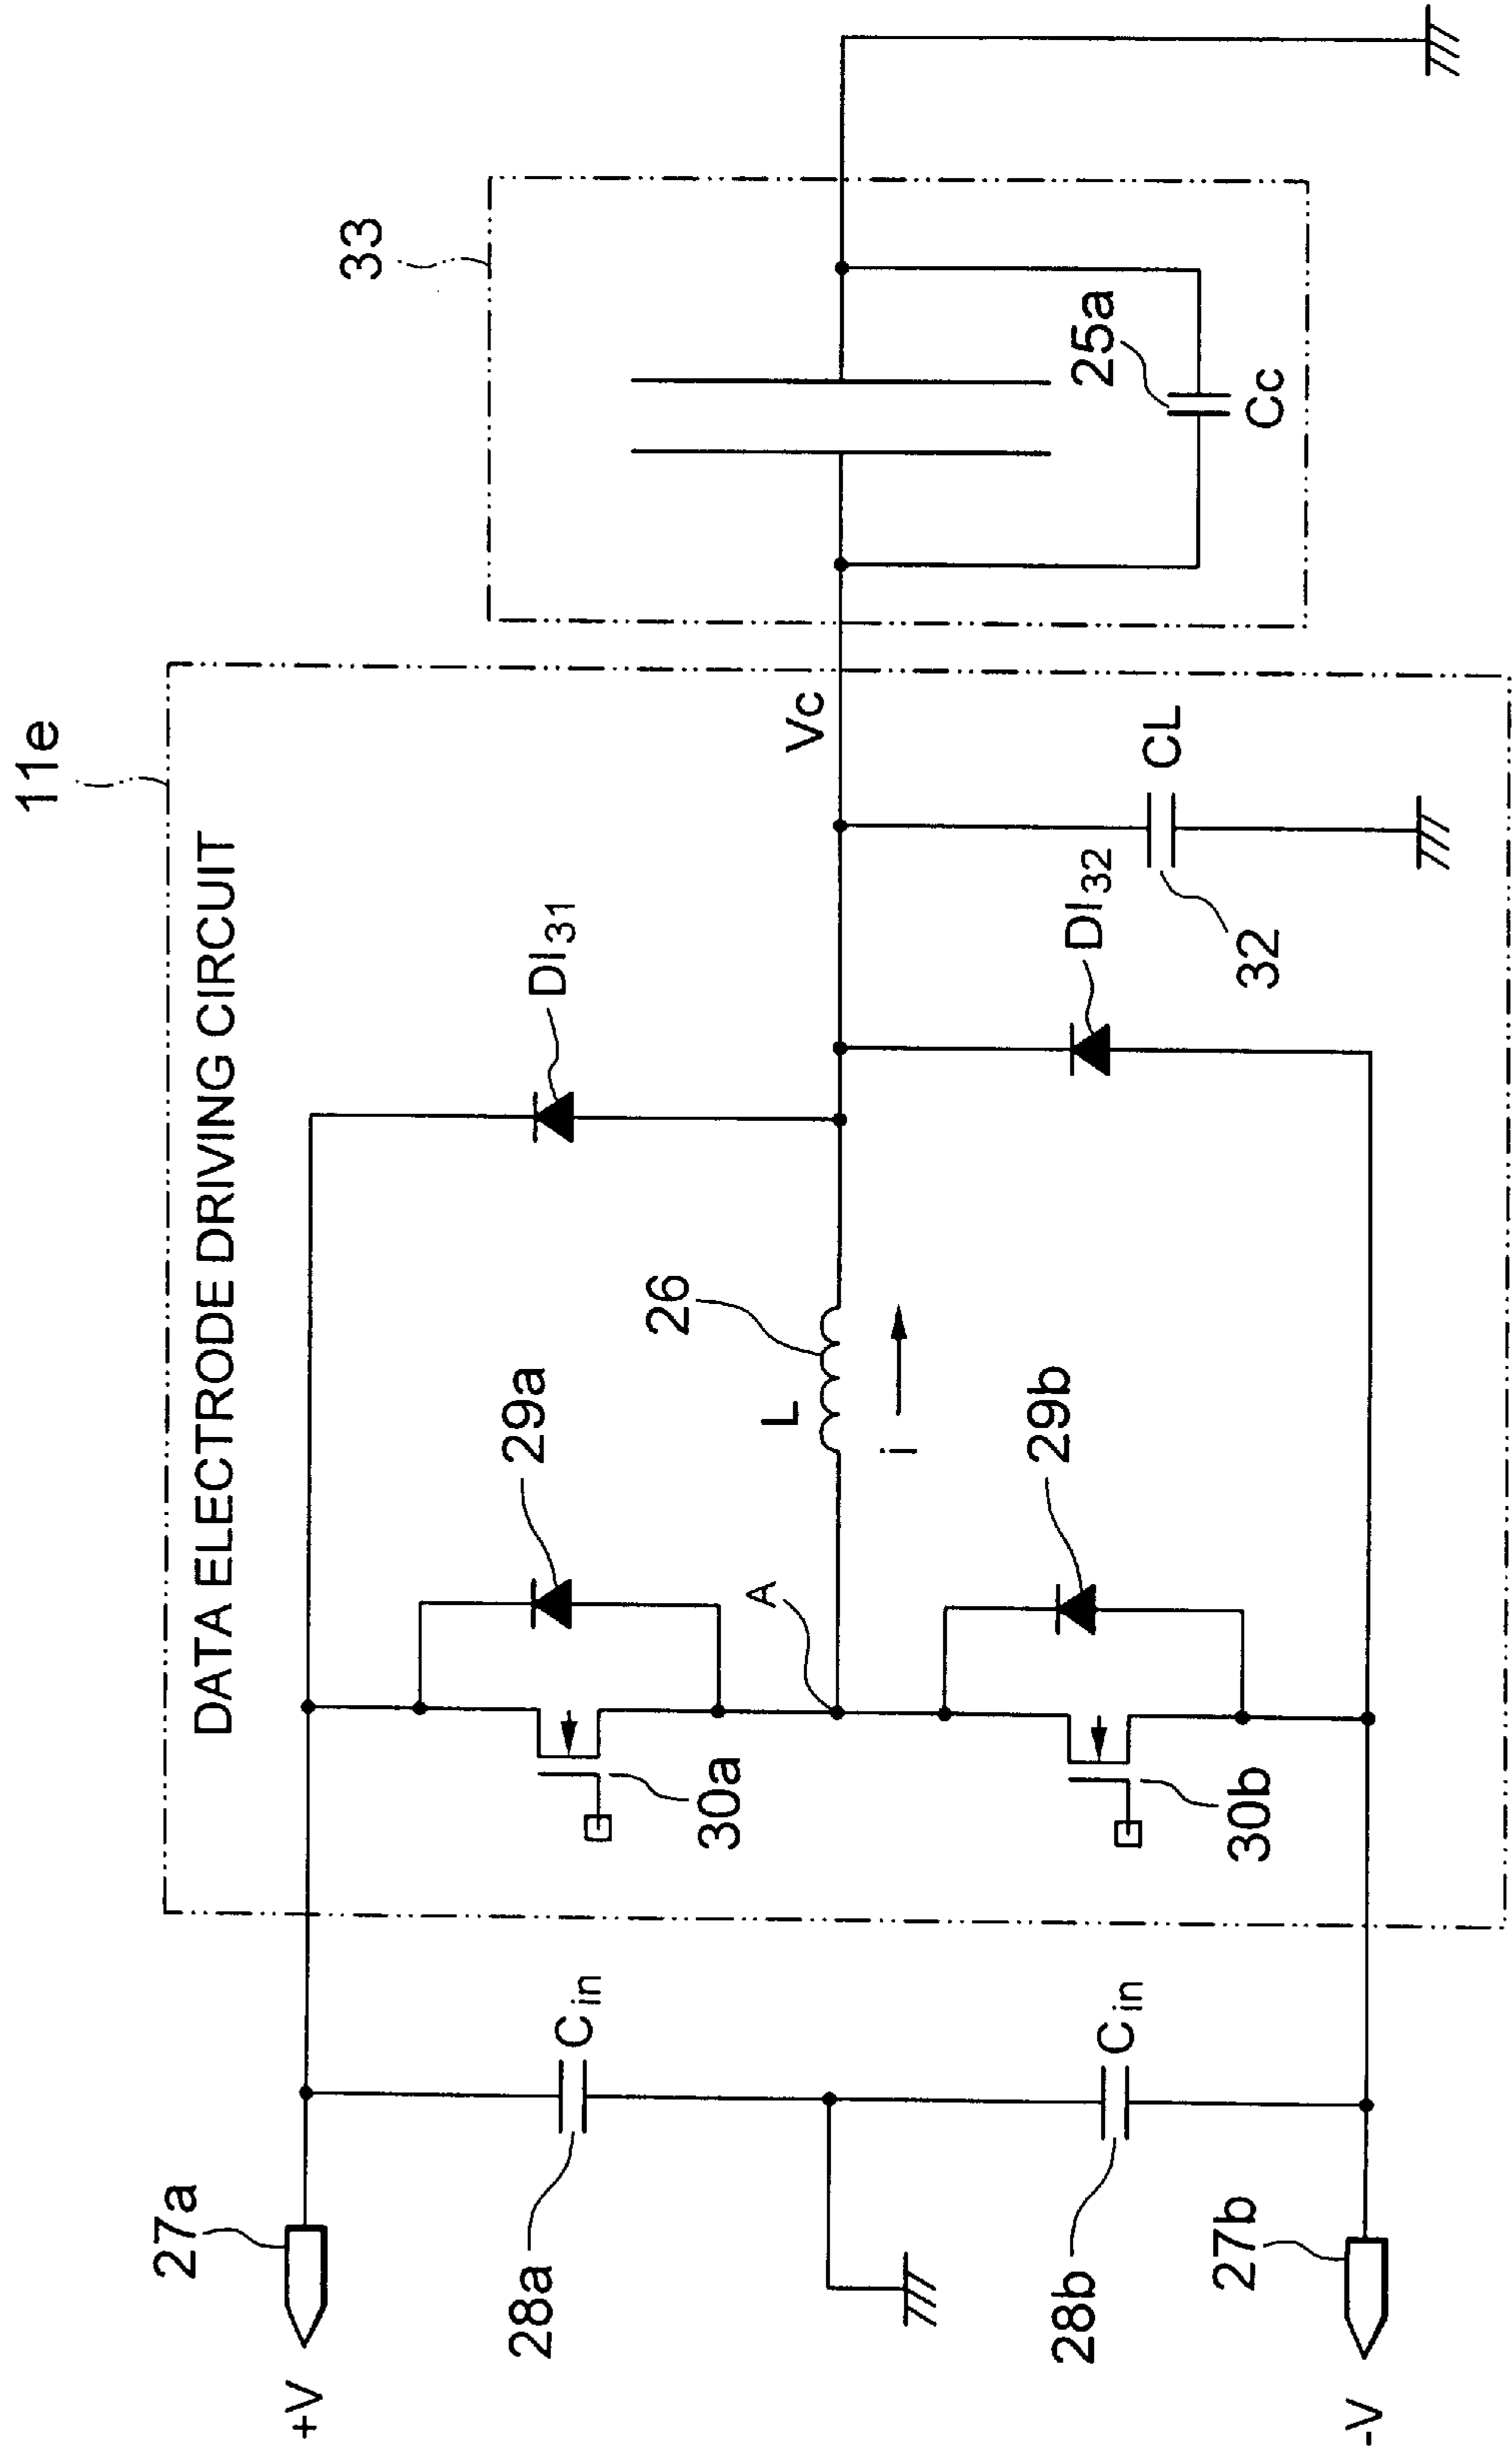 11e
DATA ELECTRODE DRIVING CIRCUIT
33
27a
+V
28a
Cin
30a
29a
A
L
26
i
DI31
Vc
25a
Cc
28b
Cin
30b
29b
DI32
32
CL
27b
-V